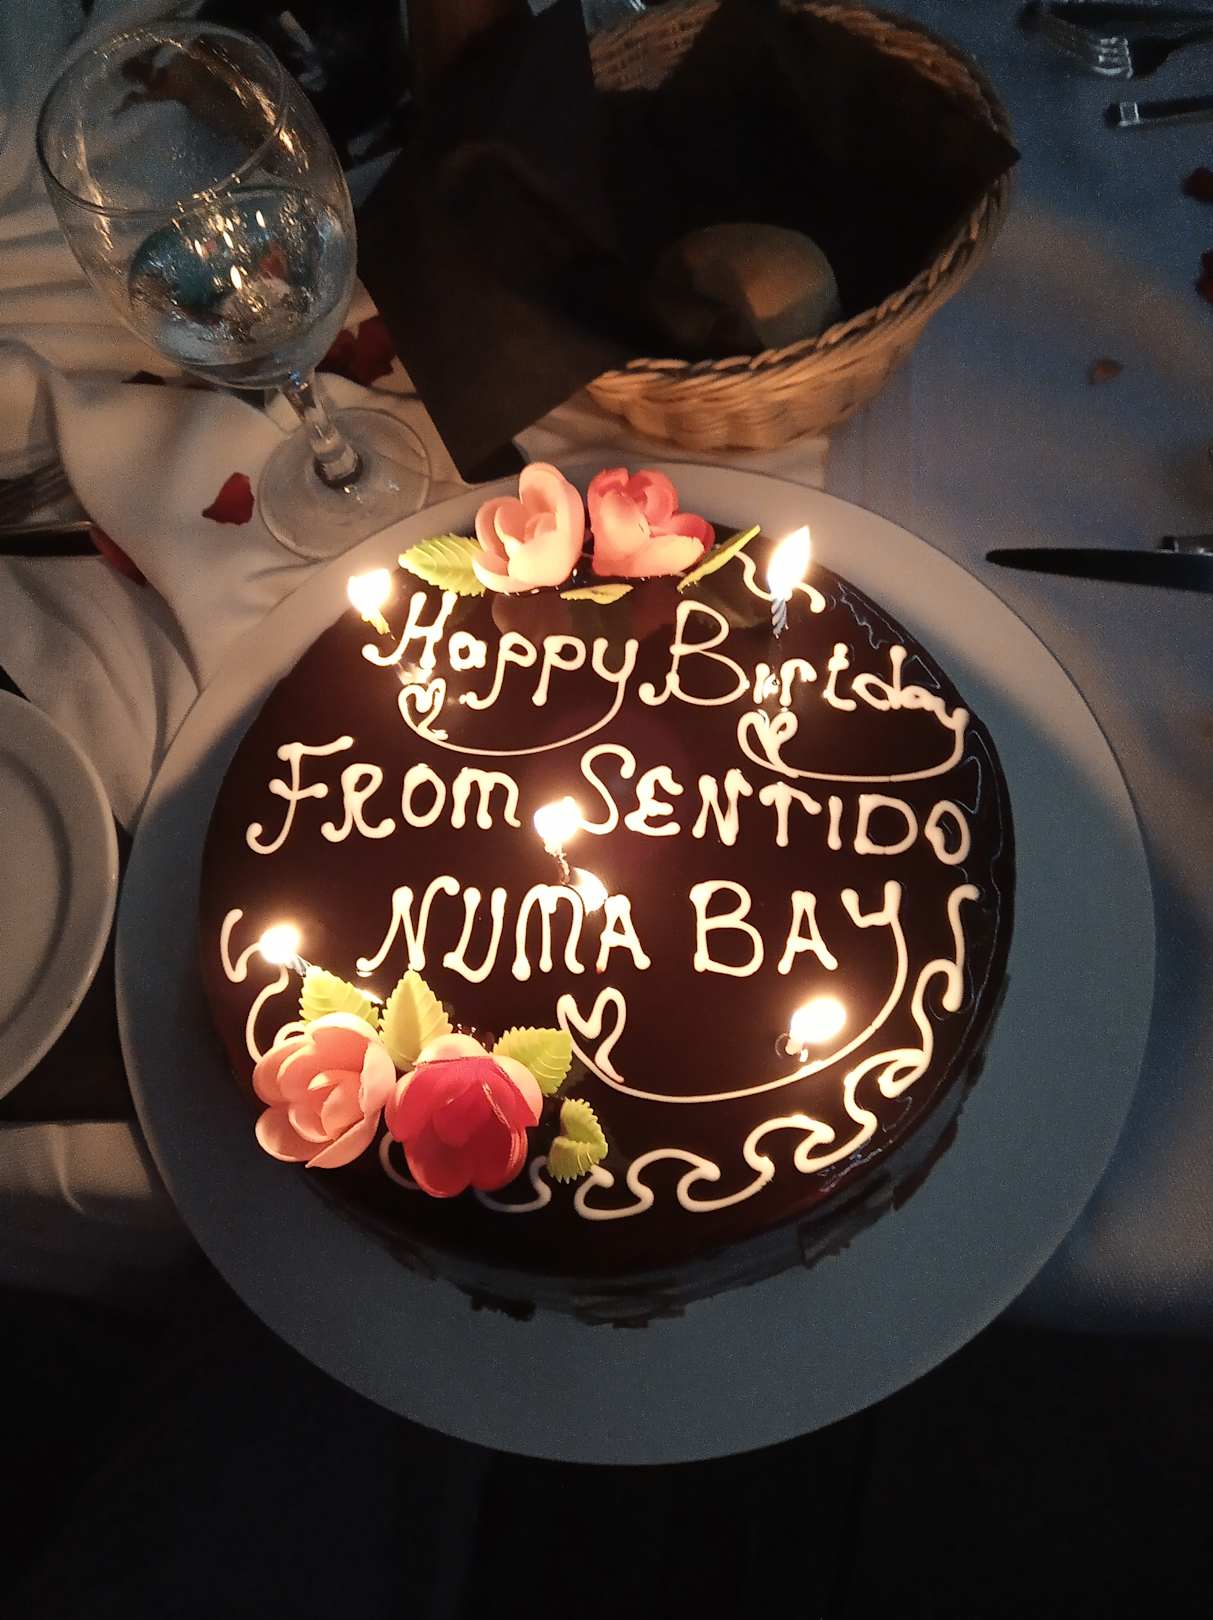 Happy Birtday
FROM SENTIDO
NUMA BAY